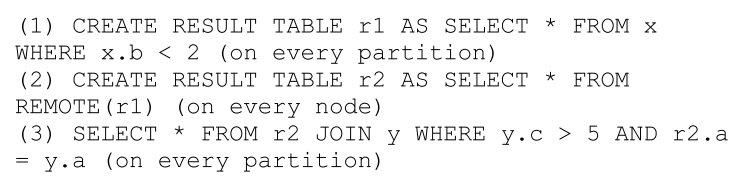 (1) CREATE RESULT TABLE r1 AS SELECT * FROM x
WHERE x.b < 2 (on every partition)
(2) CREATE RESULT TABLE r2 AS SELECT * FROM
REMOTE(r1) (on every node)
(3) SELECT * FROM r2 JOIN y WHERE y.c > 5 AND r2.a
= y.a (on every partition)